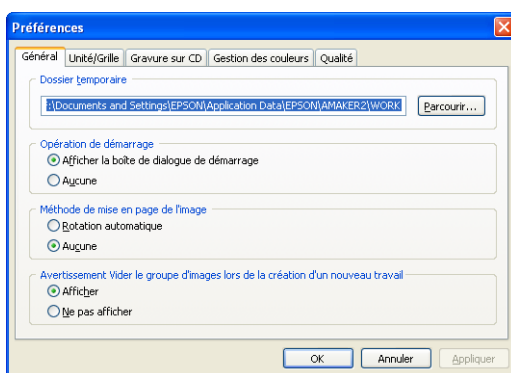 Préférences
Général Unité/Grille Gravure sur CD Gestion des couleurs Qualité
Dossier temporaire
:\Documents and Settings\EPSON\Application Data\EPSON\AMAKER2\WORK Parcourir...
Opération de démarrage
Afficher la boîte de dialogue de démarrage
Aucune
Méthode de mise en page de l'image
Rotation automatique
Aucune
Avertissement Vider le groupe d'images lors de la création d'un nouveau travail
Afficher
Ne pas afficher
OK Annuler Appliquer